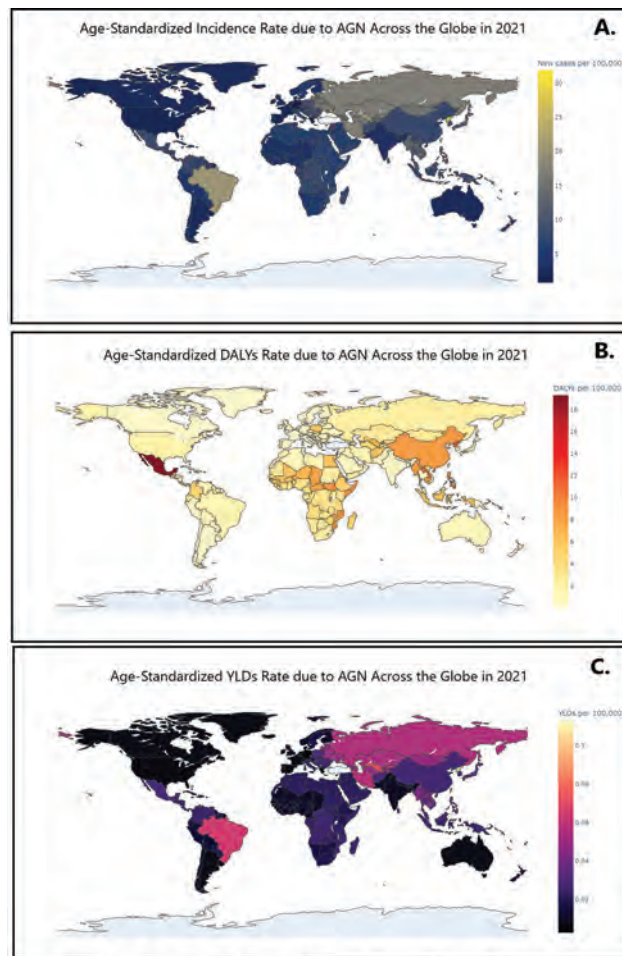 A.
Age-Standardized Incidence Rate due to AGN Across the Globe in 2021
New cases per 100,000
30
25
20
15
10
5
B.
Age-Standardized DALYs Rate due to AGN Across the Globe in 2021
DALYs per 100,000
18
16
14
12
10
8
6
4
2
C.
Age-Standardized YLDs Rate due to AGN Across the Globe in 2021
YLDs per 100,000
0.1
0.08
0.06
0.04
0.02